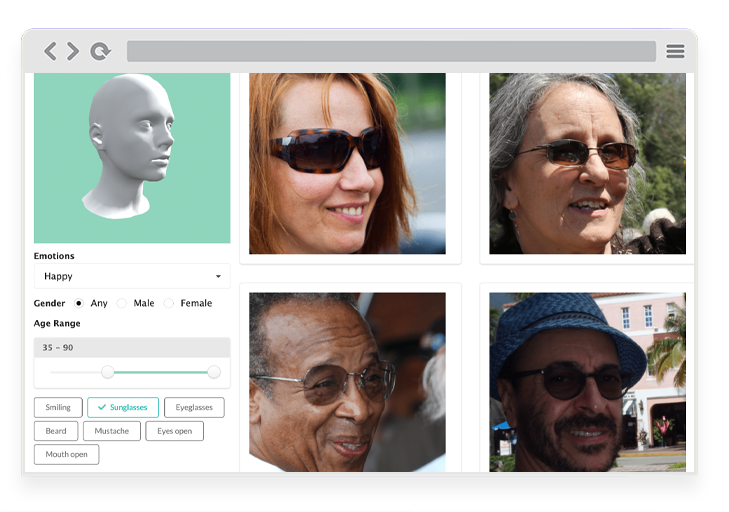 Emotions
Happy
Gender Any Male Female
Age Range
35 – 90
Smiling Sunglasses Eyeglasses
Beard Mustache Eyes open
Mouth open